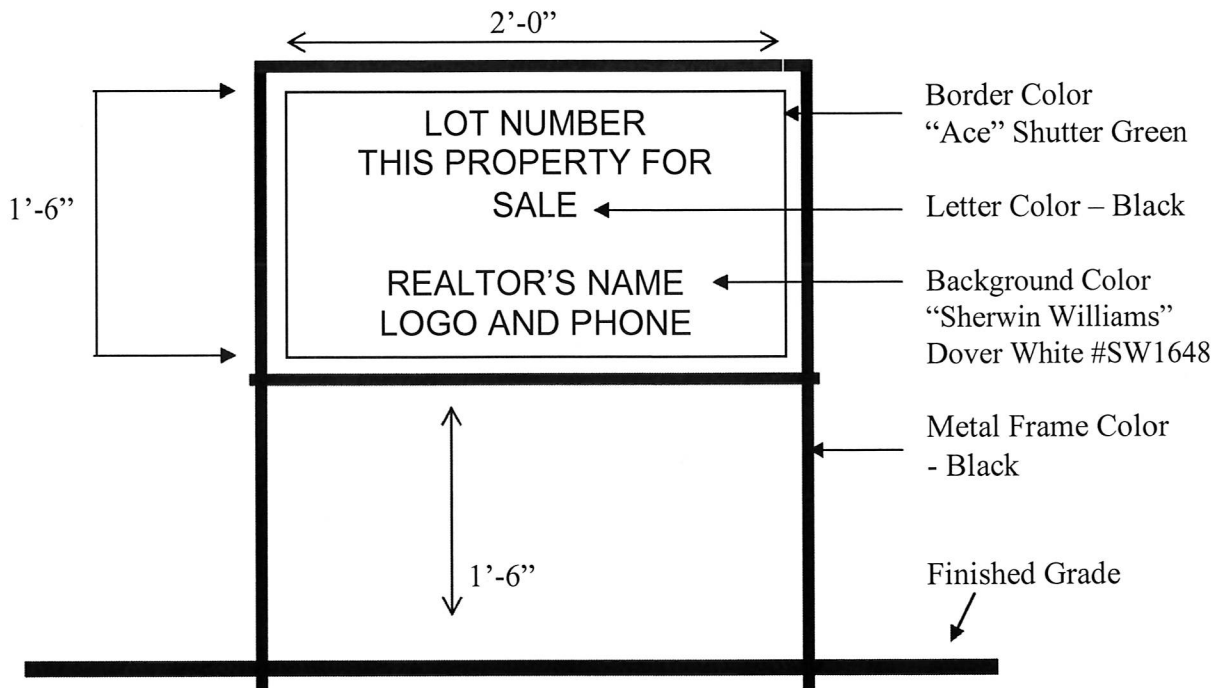 2’-0”
LOT NUMBER
THIS PROPERTY FOR
SALE
REALTOR’S NAME
LOGO AND PHONE
1’-6”
1’-6”
Border Color
“Ace” Shutter Green
Letter Color – Black
Background Color
“Sherwin Williams”
Dover White #SW1648
Metal Frame Color
- Black
Finished Grade